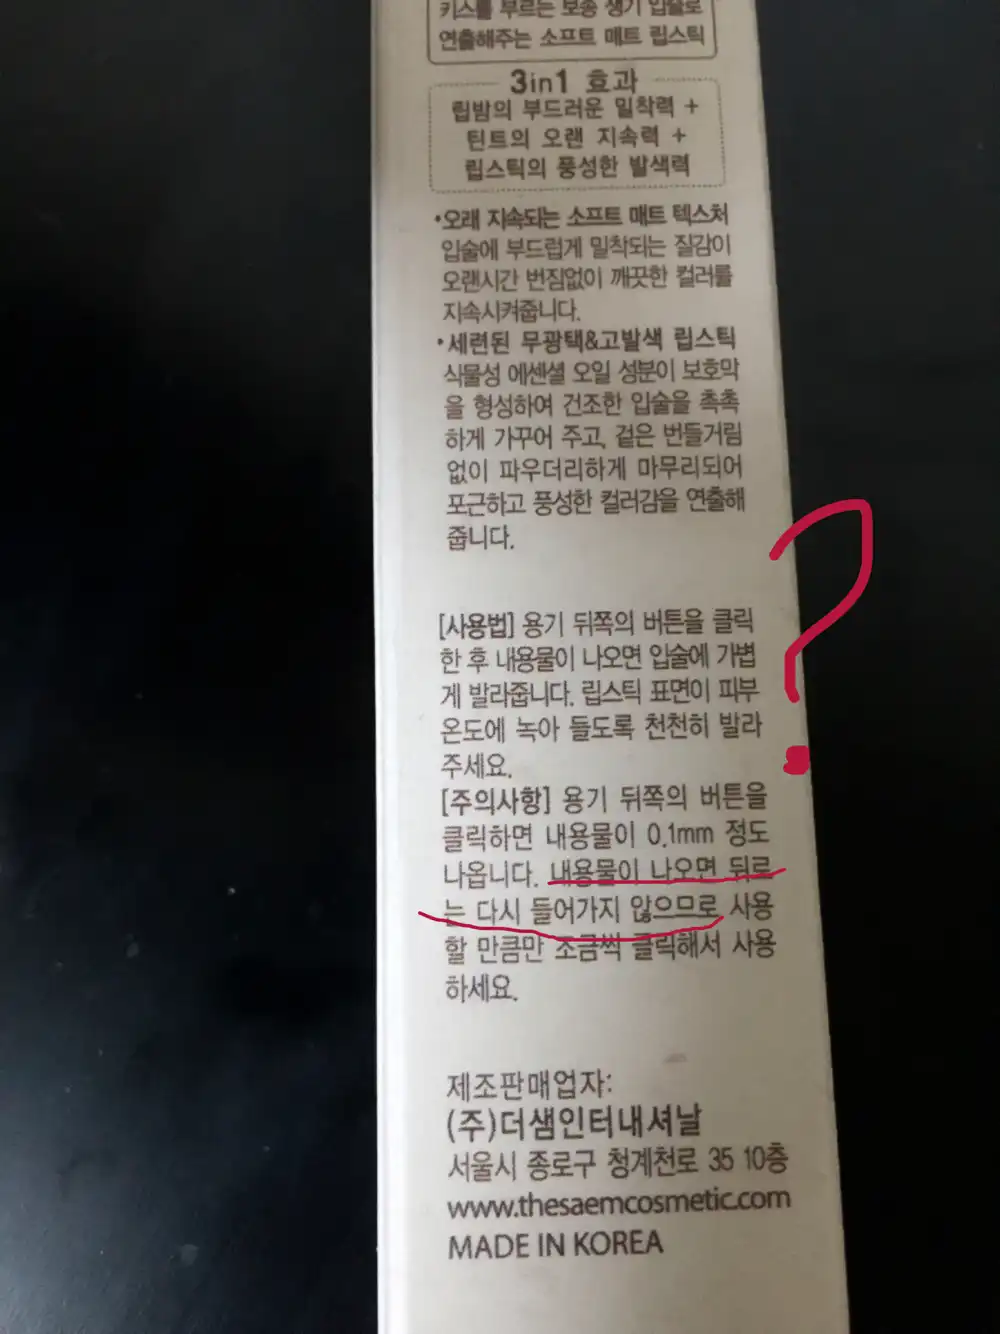 키스를 부르는 보송 생기 입술로
연출해주는 소프트 매트 립스틱
3in1 효과
립밤의 부드러운 밀착력 +
틴트의 오랜 지속력 +
립스틱의 풍성한 발색력
•오래 지속되는 소프트 매트 텍스처
입술에 부드럽게 밀착되는 질감이
오랜시간 번짐없이 깨끗한 컬러를
지속시켜줍니다.
•세련된 무광택&고발색 립스틱
식물성 에센셜 오일 성분이 보호막
을 형성하여 건조한 입술을 촉촉
하게 가꾸어 주고, 겉은 번들거림
없이 파우더리하게 마무리되어
포근하고 풍성한 컬러감을 연출해
줍니다.
[사용법] 용기 뒤쪽의 버튼을 클릭
한 후 내용물이 나오면 입술에 가볍
게 발라줍니다. 립스틱 표면이 피부
온도에 녹아 들도록 천천히 발라
주세요.
[주의사항] 용기 뒤쪽의 버튼을
클릭하면 내용물이 0.1mm 정도
나옵니다. 내용물이 나오면 뒤로
는 다시 들어가지 않으므로 사용
할 만큼만 조금씩 클릭해서 사용
하세요.
?
제조판매업자:
(주)더샘인터내셔날
서울시 종로구 청계천로 35 10층
www.thesaemcosmetic.com
MADE IN KOREA